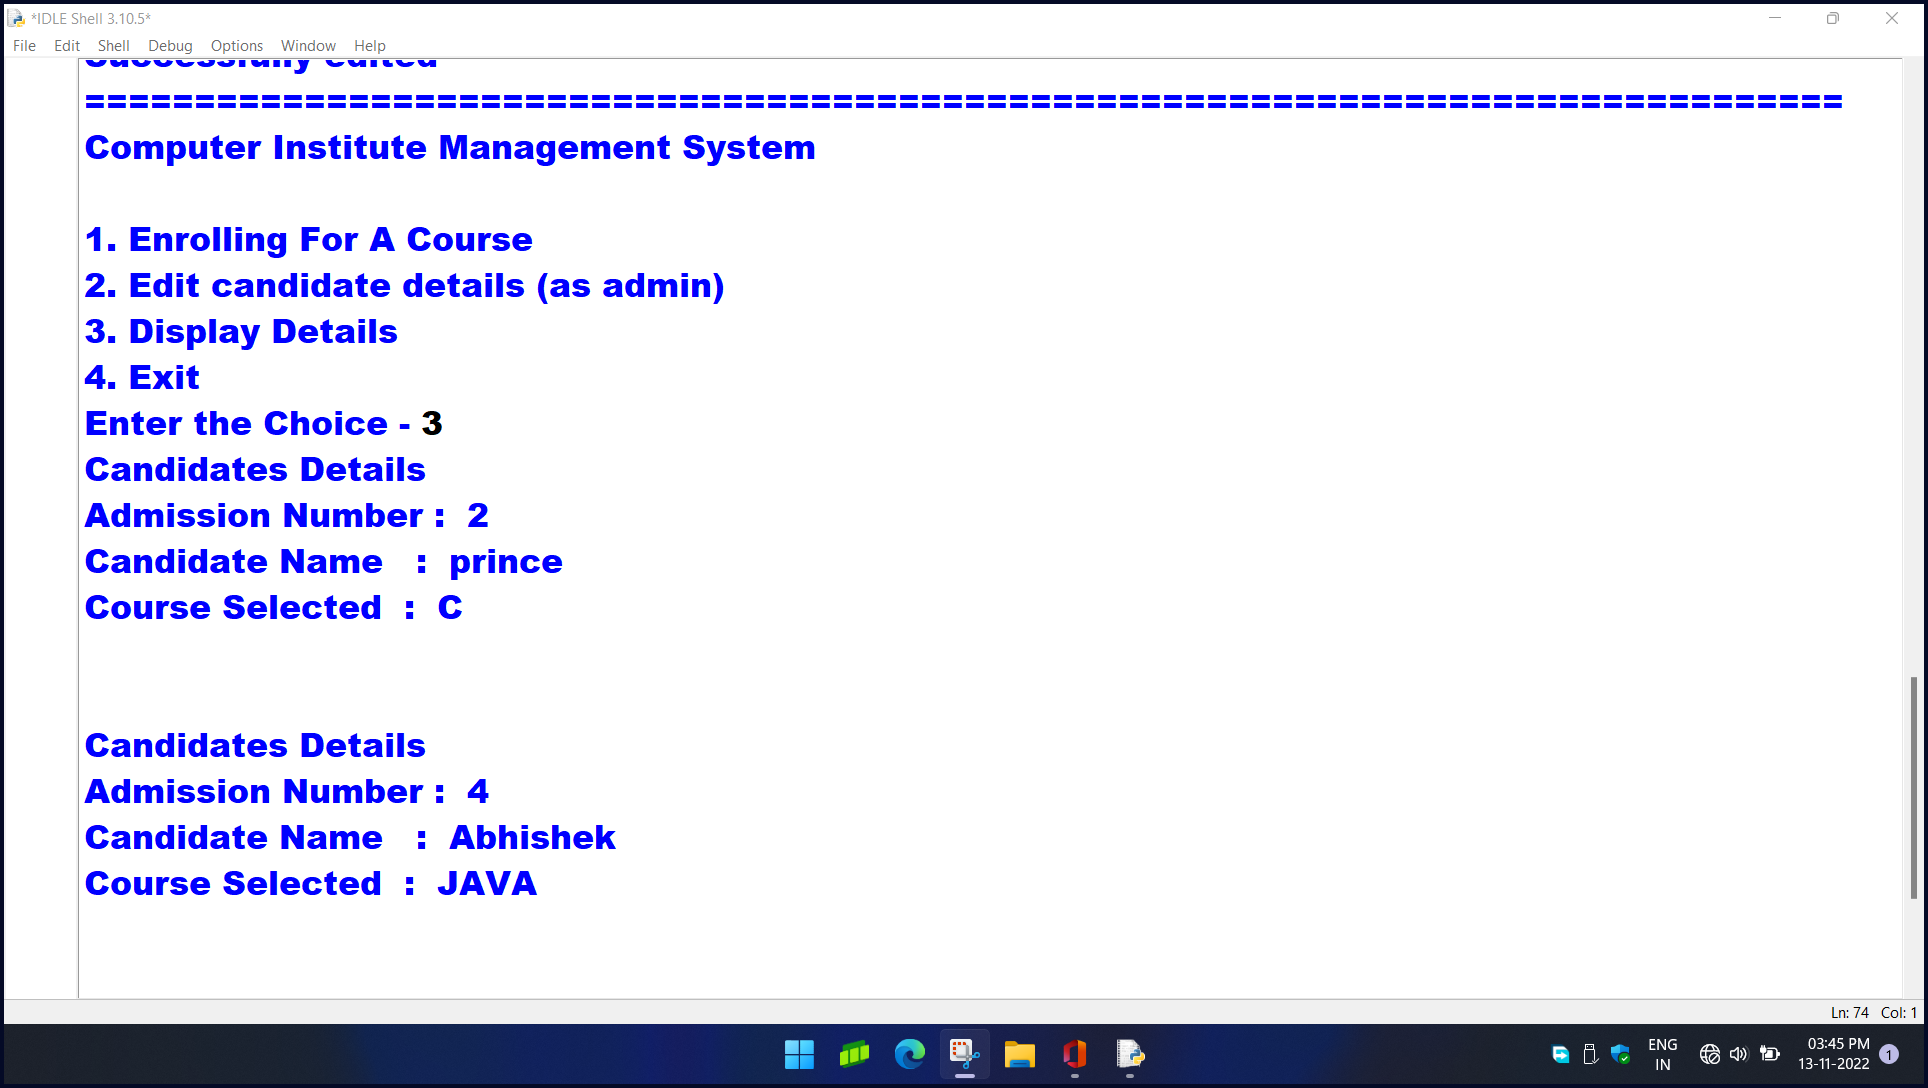 *IDLE Shell 3.10.5*
File Edit Shell Debug Options Window Help
Successfully edited
================================================================================
Computer Institute Management System
1. Enrolling For A Course
2. Edit candidate details (as admin)
3. Display Details
4. Exit
Enter the Choice - 3
Candidates Details
Admission Number : 2
Candidate Name : prince
Course Selected : C
Candidates Details
Admission Number : 4
Candidate Name : Abhishek
Course Selected : JAVA
Ln: 74 Col: 1
ENG
IN
03:45 PM
13-11-2022
1